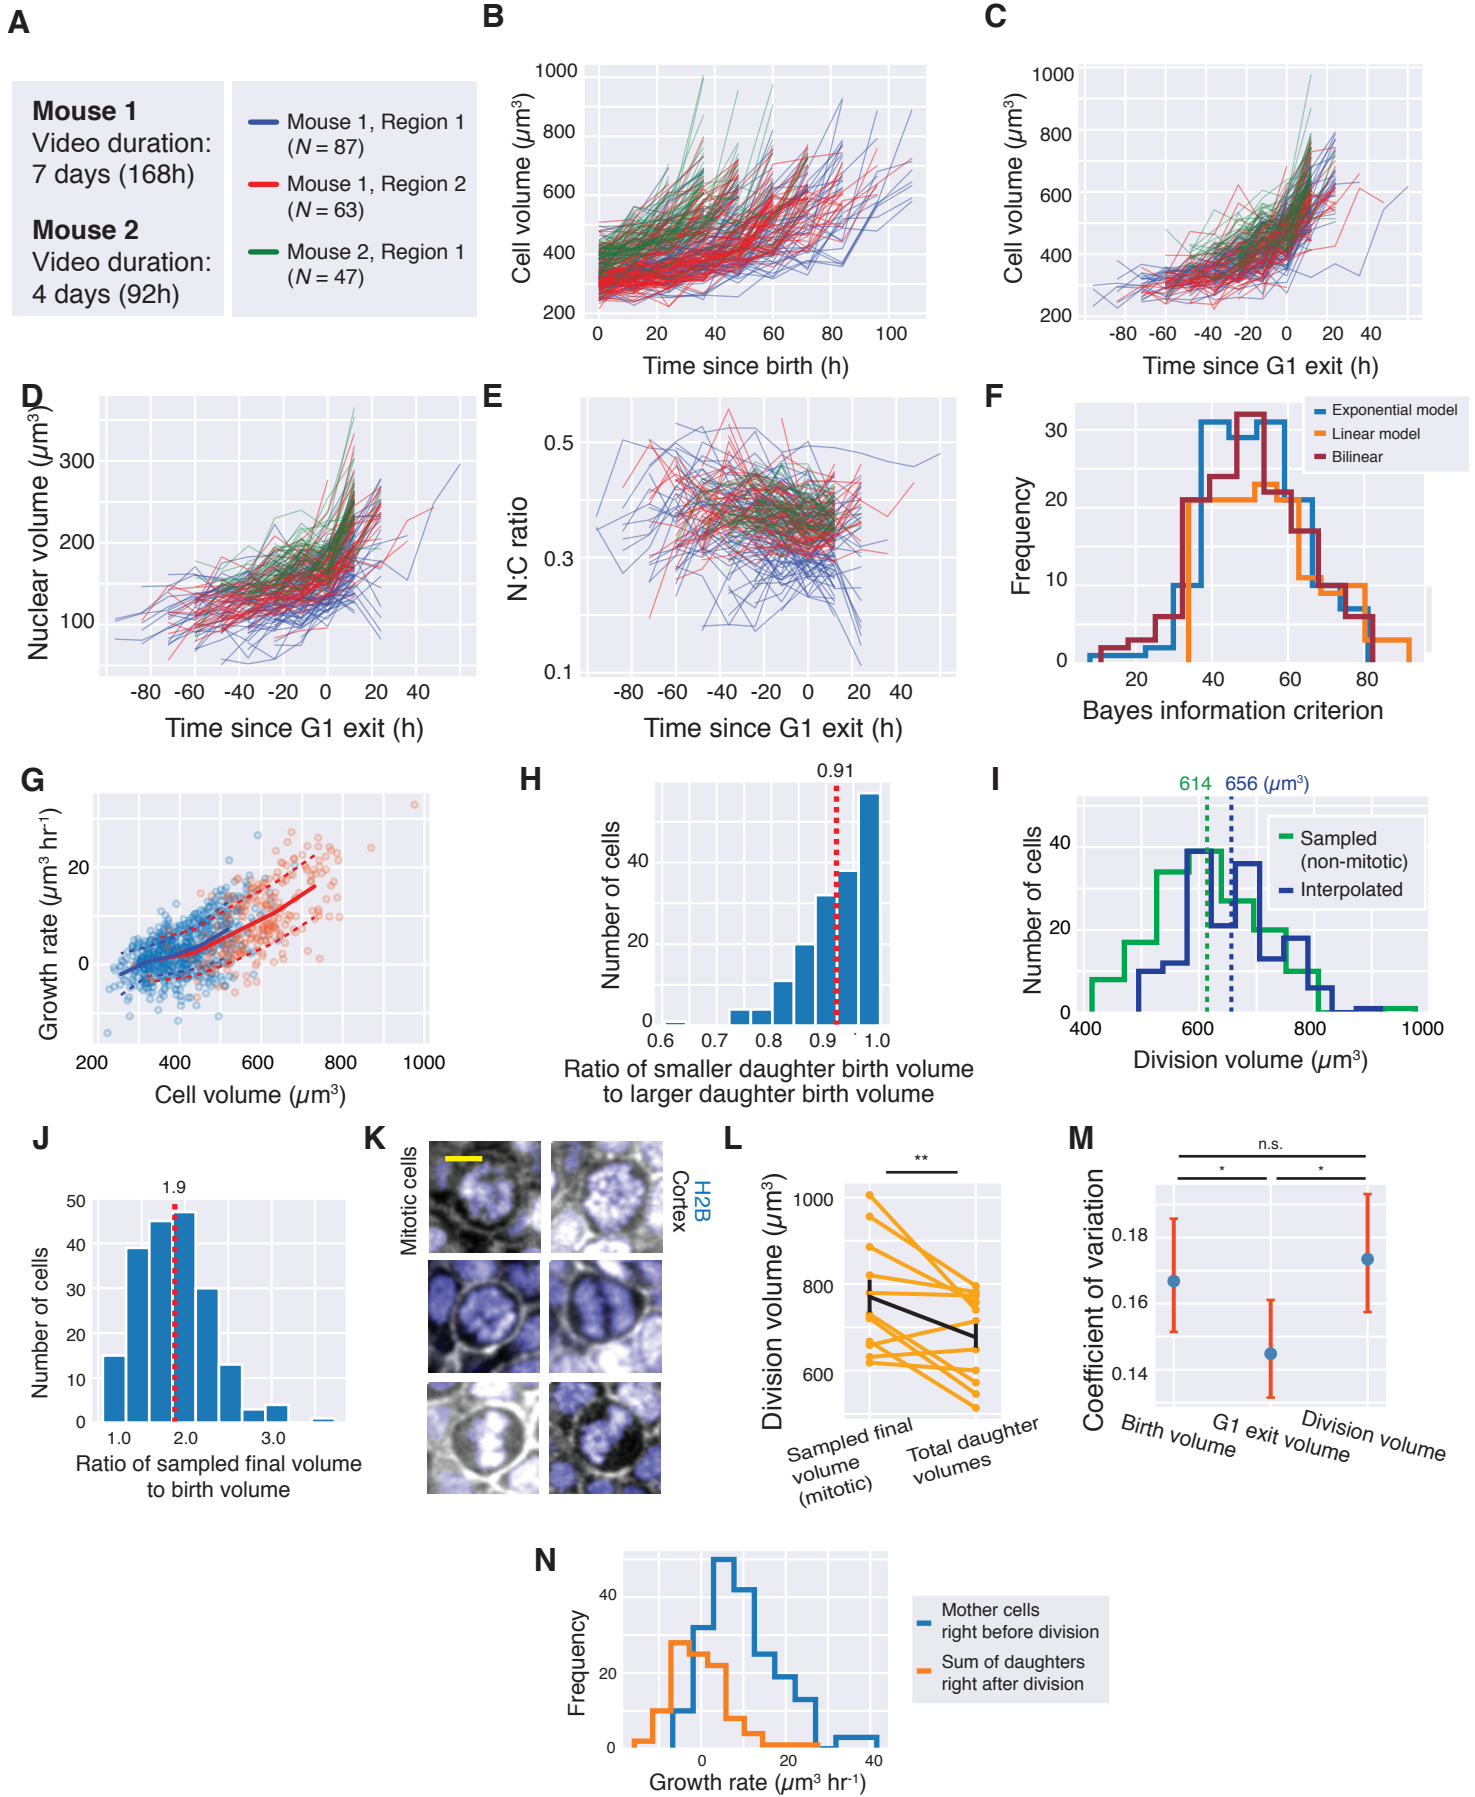 A
Mouse 1
Video duration:
7 days (168h)
Mouse 2
Video duration:
4 days (92h)
Mouse 1, Region 1
(N = 87)
Mouse 1, Region 2
(N = 63)
Mouse 2, Region 1
(N = 47)
B
Cell volume (µm³)
1000
800
600
400
200
0 20 40 60 80 100
Time since birth (h)
C
Cell volume (µm³)
1000
800
600
400
200
-80 -60 -40 -20 0 20 40
Time since G1 exit (h)
D
Nuclear volume (µm³)
300
200
100
-80 -60 -40 -20 0 20 40
Time since G1 exit (h)
E
N:C ratio
0.5
0.3
0.1
-80 -60 -40 -20 0 20 40
Time since G1 exit (h)
F
Frequency
30
20
10
0
20 40 60 80
Bayes information criterion
Exponential model
Linear model
Bilinear
G
Growth rate (µm³ hr⁻¹)
20
0
200 400 600 800 1000
Cell volume (µm³)
H
0.91
Number of cells
40
20
0
0.6 0.7 0.8 0.9 1.0
Ratio of smaller daughter birth volume
to larger daughter birth volume
I
614 656 (µm³)
Number of cells
40
20
0
400 600 800 1000
Division volume (µm³)
Sampled
(non-mitotic)
Interpolated
J
1.9
Number of cells
50
40
30
20
10
0
1.0 2.0 3.0
Ratio of sampled final volume
to birth volume
K
Mitotic cells
H2B
Cortex
L
**
Division volume (µm³)
1000
800
600
Sampled final
volume
(mitotic)
Total daughter
volumes
M
n.s.
* *
Coefficient of variation
0.18
0.16
0.14
Birth volume
G1 exit volume
Division volume
N
Frequency
40
20
0
0 20 40
Growth rate (µm³ hr⁻¹)
Mother cells
right before division
Sum of daughters
right after division